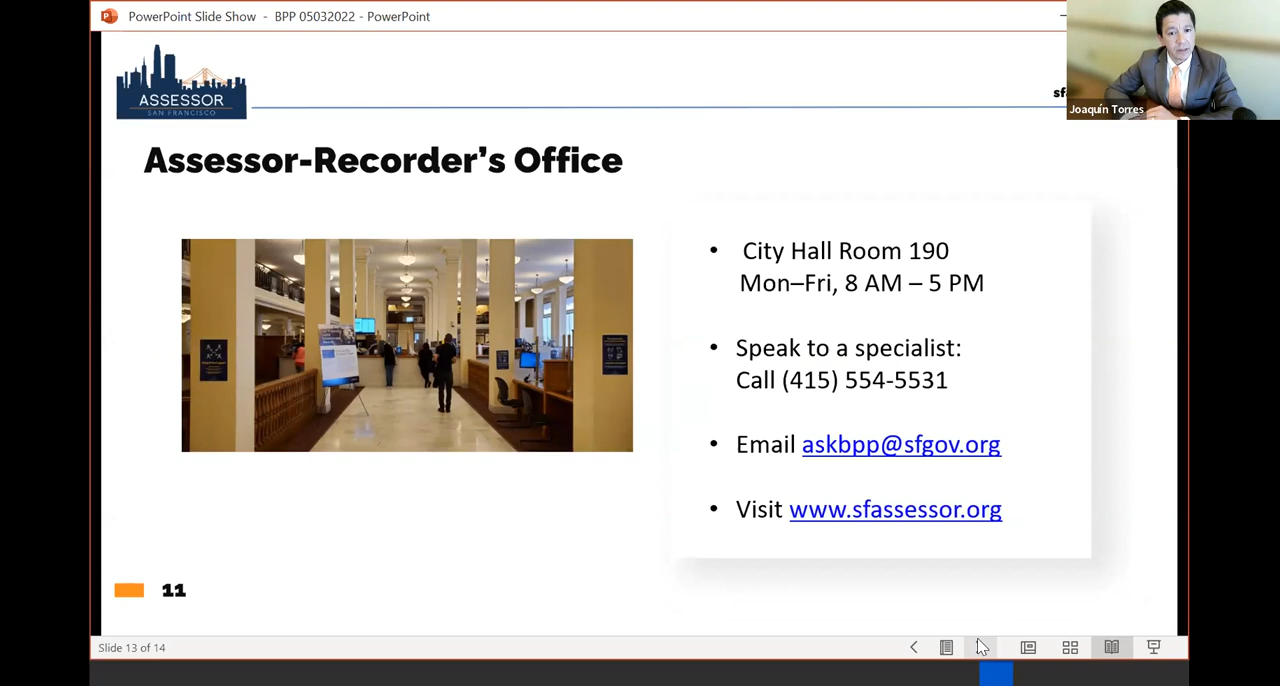 PowerPoint Slide Show - BPP 05032022 - PowerPoint
ASSESSOR
SAN FRANCISCO
Joaquín Torres
Assessor-Recorder’s Office
• City Hall Room 190
Mon–Fri, 8 AM – 5 PM
• Speak to a specialist:
Call (415) 554-5531
• Email askbpp@sfgov.org
• Visit www.sfassessor.org
11
Slide 13 of 14